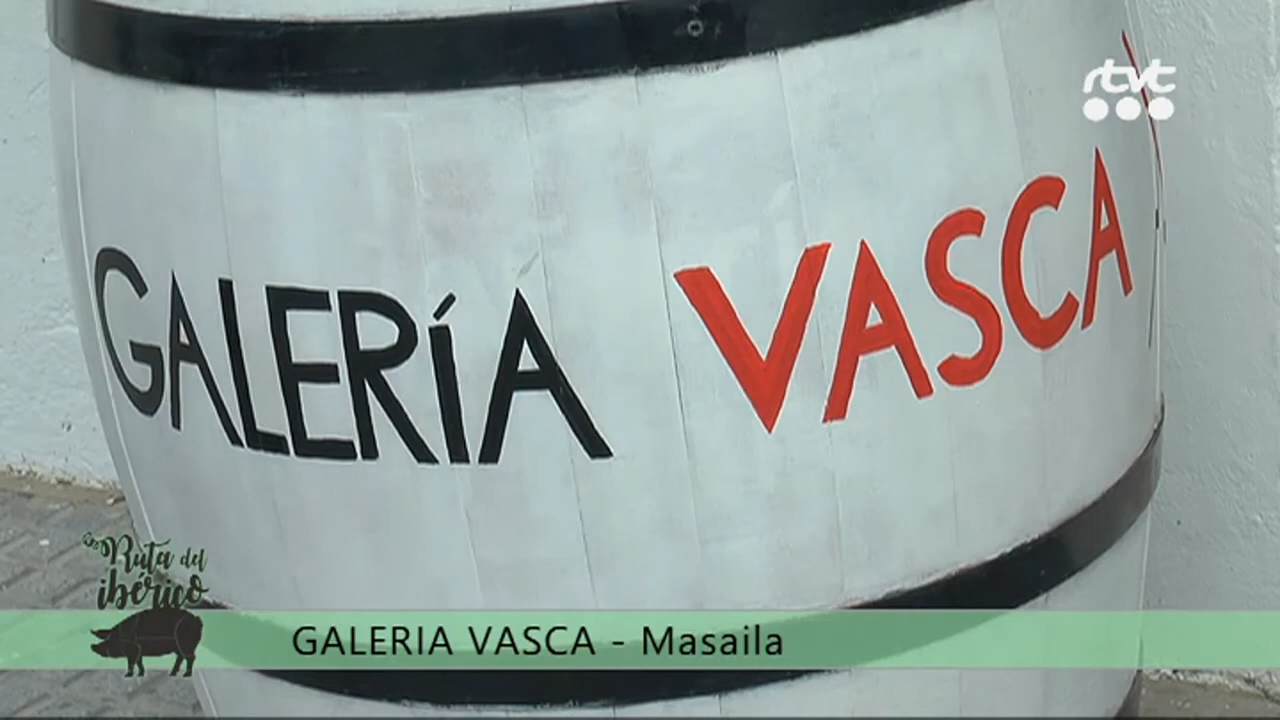 rtvt
GALERÍA VASCA
Ruta del
ibérico
GALERIA VASCA - Masaila